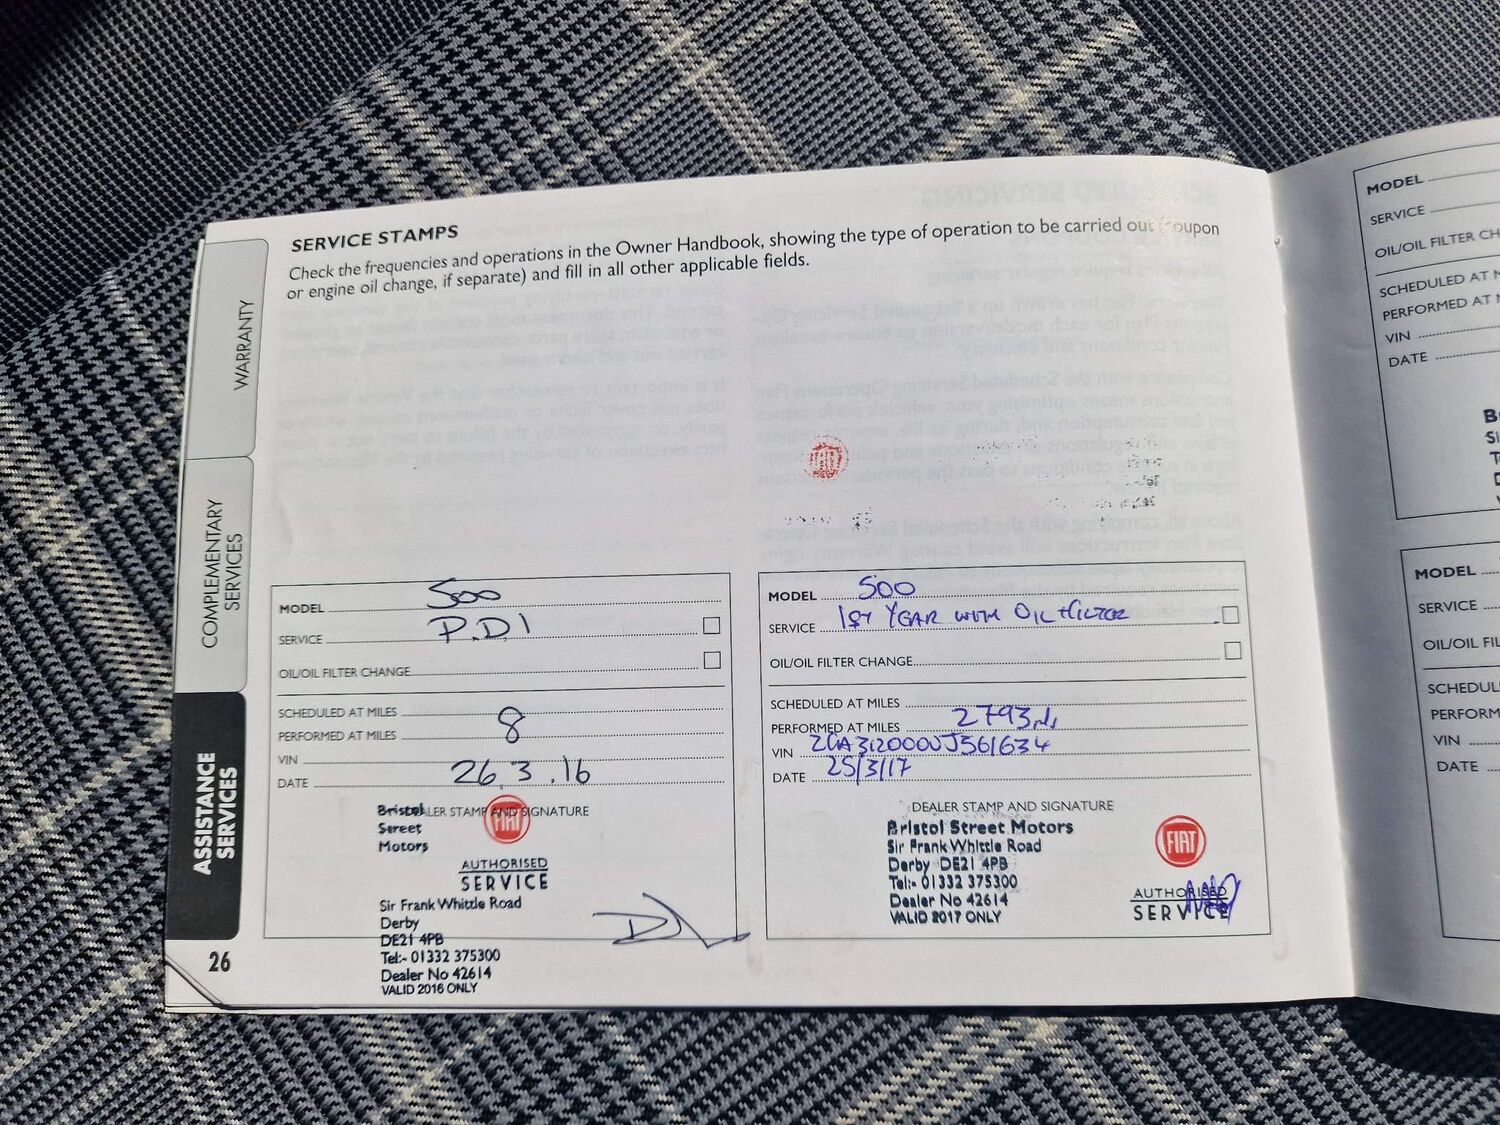 SERVICE STAMPS
Check the frequencies and operations in the Owner Handbook, showing the type of operation to be carried out (coupon
or engine oil change, if separate) and fill in all other applicable fields.
WARRANTY
COMPLEMENTARY
SERVICES
ASSISTANCE
SERVICES
26
MODEL 500
SERVICE P.D.I
OIL/OIL FILTER CHANGE
SCHEDULED AT MILES
PERFORMED AT MILES 8
VIN
DATE 26.3.16
DEALER STAMP AND SIGNATURE
Bristol
Street
Motors
FIAT
AUTHORISED
SERVICE
Sir Frank Whittle Road
Derby
DE21 4PB
Tel:- 01332 375300
Dealer No 42614
VALID 2016 ONLY
MODEL 500
SERVICE 1st YEAR WITH OIL + FILTER
OIL/OIL FILTER CHANGE
SCHEDULED AT MILES
PERFORMED AT MILES 2793
VIN
DATE 25/3/17
DEALER STAMP AND SIGNATURE
Bristol Street Motors
Sir Frank Whittle Road
Derby DE21 4PB
Tel:- 01332 375300
Dealer No 42614
VALID 2017 ONLY
FIAT
AUTHORISED
SERVICE
MODEL
SERVICE
OIL/OIL FILTER
SCHEDULED AT
PERFORMED AT
VIN
DATE
MODEL
SERVICE
VIN
DATE